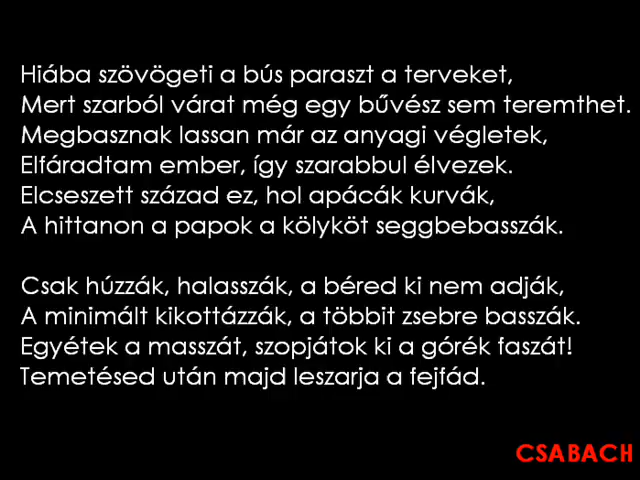 Hiába szövögeti a bús paraszt a terveket,
Mert szarból várat még egy bűvész sem teremthet.
Megbasznak lassan már az anyagi végletek,
Elfáradtam ember, így szarabbul élvezek.
Elcseszett század ez, hol apácák kurvák,
A hittanon a papok a kölyköt seggbebasszák.
Csak húzzák, halasszák, a béred ki nem adják,
A minimált kikottázzák, a többit zsebre basszák.
Egyétek a masszát, szopjátok ki a górék faszát!
Temetésed után majd leszarja a fejfád.
CSABACH